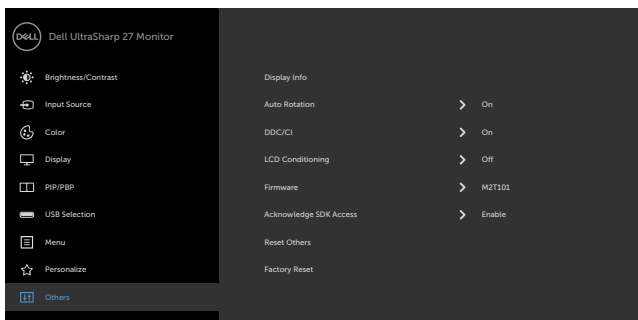 DELL
Dell UltraSharp 27 Monitor
Brightness/Contrast
Display Info
Input Source
Auto Rotation
On
Color
DDC/CI
On
Display
LCD Conditioning
Off
PIP/PBP
Firmware
M2T101
USB Selection
Acknowledge SDK Access
Enable
Menu
Reset Others
Personalize
Factory Reset
Others